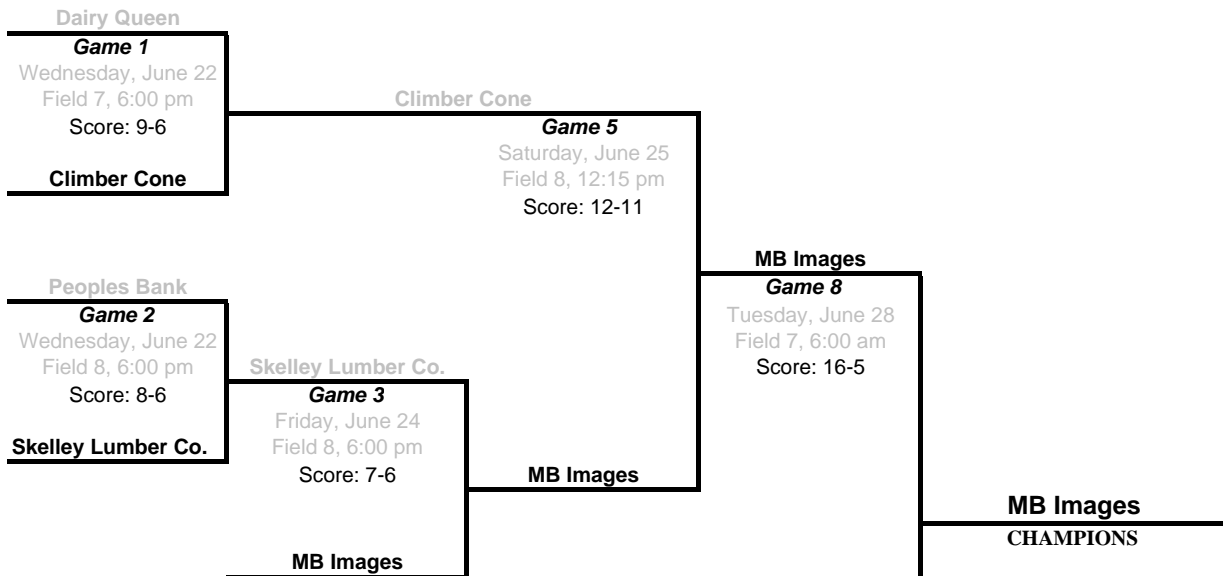 Dairy Queen
Game 1
Wednesday, June 22
Field 7, 6:00 pm
Score: 9-6
Climber Cone
Climber Cone
Game 5
Saturday, June 25
Field 8, 12:15 pm
Score: 12-11
Peoples Bank
Game 2
Wednesday, June 22
Field 8, 6:00 pm
Score: 8-6
Skelley Lumber Co.
Skelley Lumber Co.
Game 3
Friday, June 24
Field 8, 6:00 pm
Score: 7-6
MB Images
MB Images
MB Images
Game 8
Tuesday, June 28
Field 7, 6:00 am
Score: 16-5
MB Images
CHAMPIONS